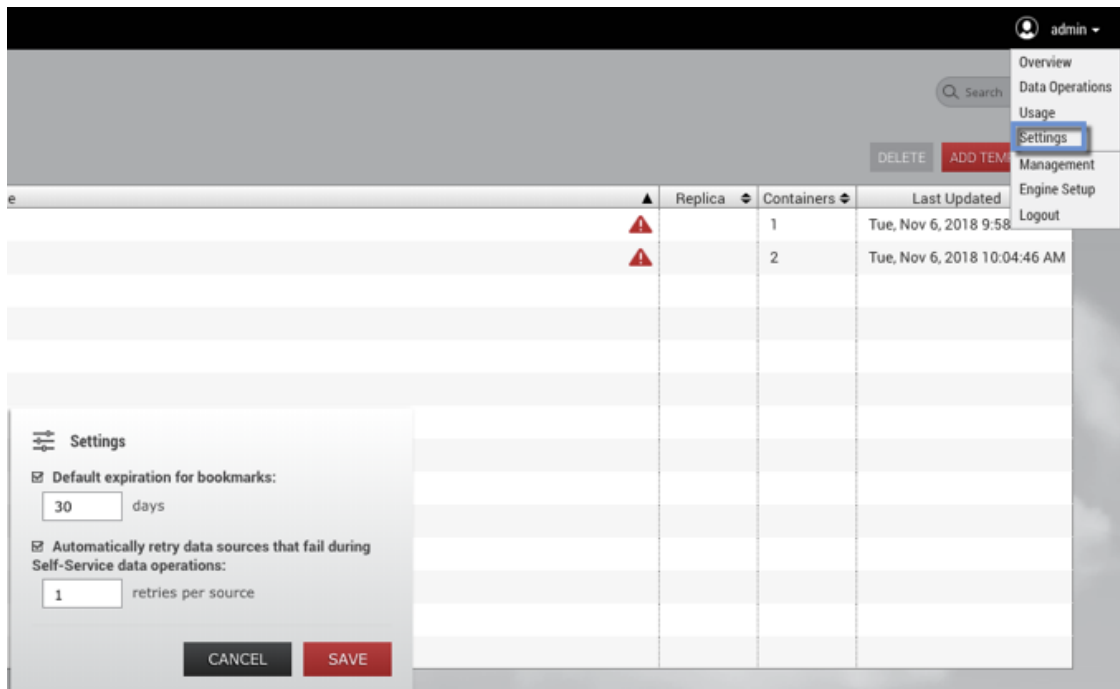 admin
Overview
Data Operations
Usage
Settings
Management
Engine Setup
Logout
Search
DELETE ADD TEM
e Replica Containers Last Updated
1 Tue, Nov 6, 2018 9:58
2 Tue, Nov 6, 2018 10:04:46 AM
Settings
Default expiration for bookmarks:
30 days
Automatically retry data sources that fail during
Self-Service data operations:
1 retries per source
CANCEL SAVE